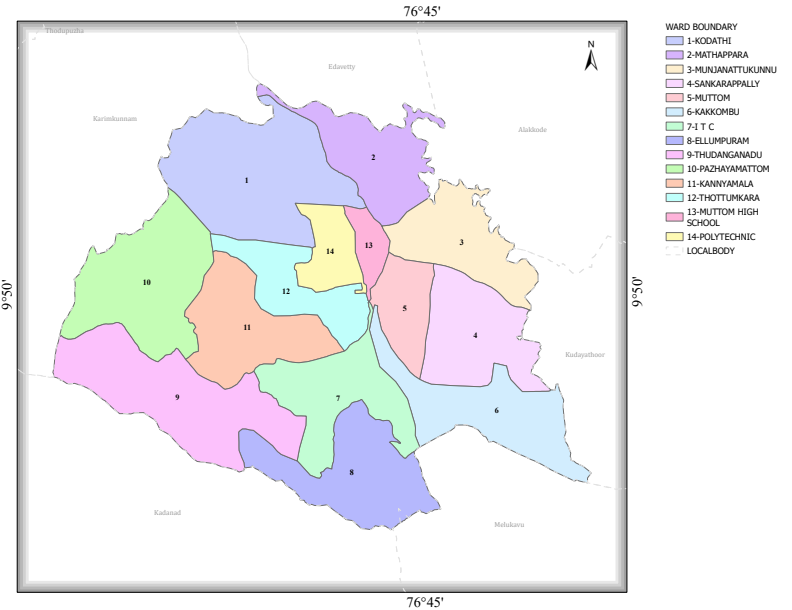 76°45'
Thodupuzha
Edavetty
Karimkunnam
Alakkode
N
1
2
3
13
14
10
12
5
4
11
9
7
6
8
Kudayathoor
Kadanad
Melukavu
9°50'
9°50'
76°45'
WARD BOUNDARY
1-KODATHI
2-MATHAPPARA
3-MUNJANATTUKUNNU
4-SANKARAPPALLY
5-MUTTOM
6-KAKKOMBU
7-I T C
8-ELLUMPURAM
9-THUDANGANADU
10-PAZHAYAMATTOM
11-KANNYAMALA
12-THOTTUMKARA
13-MUTTOM HIGH
SCHOOL
14-POLYTECHNIC
LOCALBODY